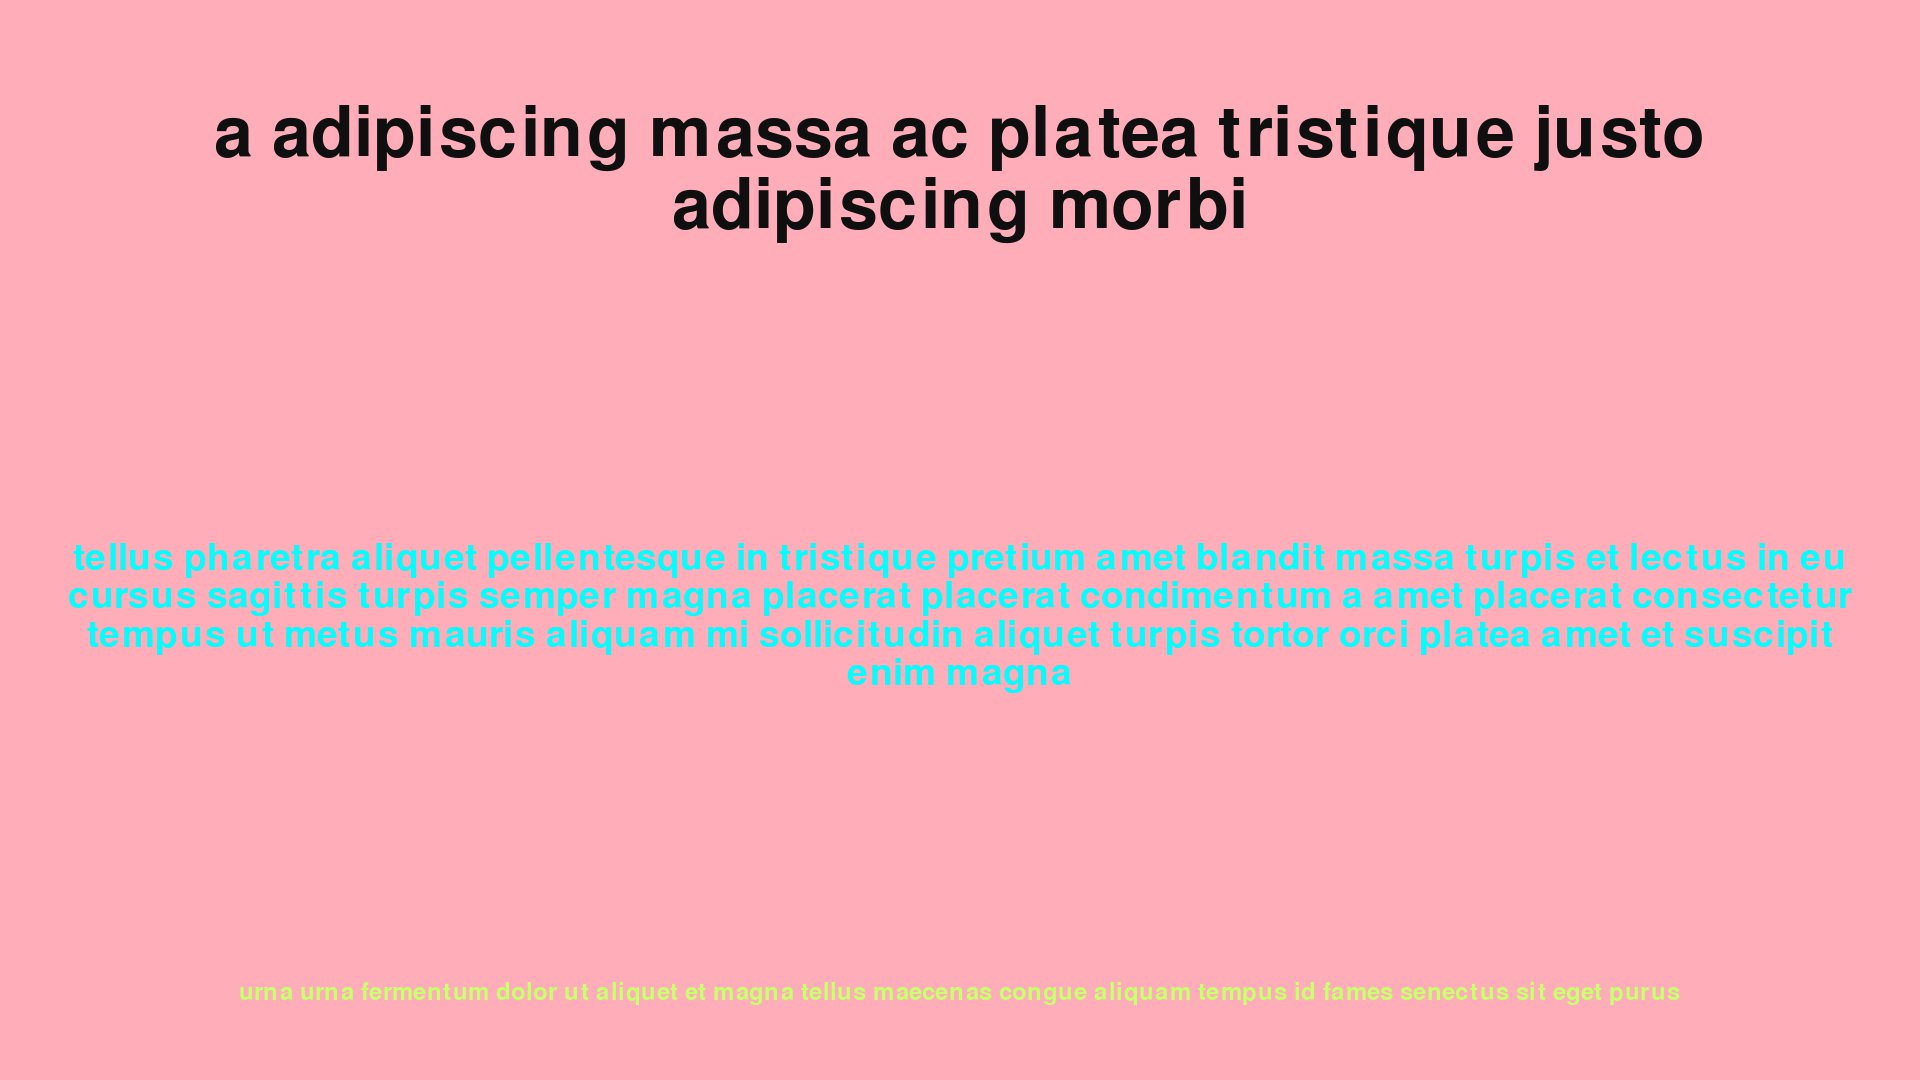 a adipiscing massa ac platea tristique justo
adipiscing morbi
tellus pharetra aliquet pellentesque in tristique pretium amet blandit massa turpis et lectus in eu
cursus sagittis turpis semper magna placerat placerat condimentum a amet placerat consectetur
tempus ut metus mauris aliquam mi sollicitudin aliquet turpis tortor orci platea amet et suscipit
enim magna
urna urna fermentum dolor ut aliquet et magna tellus maecenas congue aliquam tempus id fames senectus sit eget purus